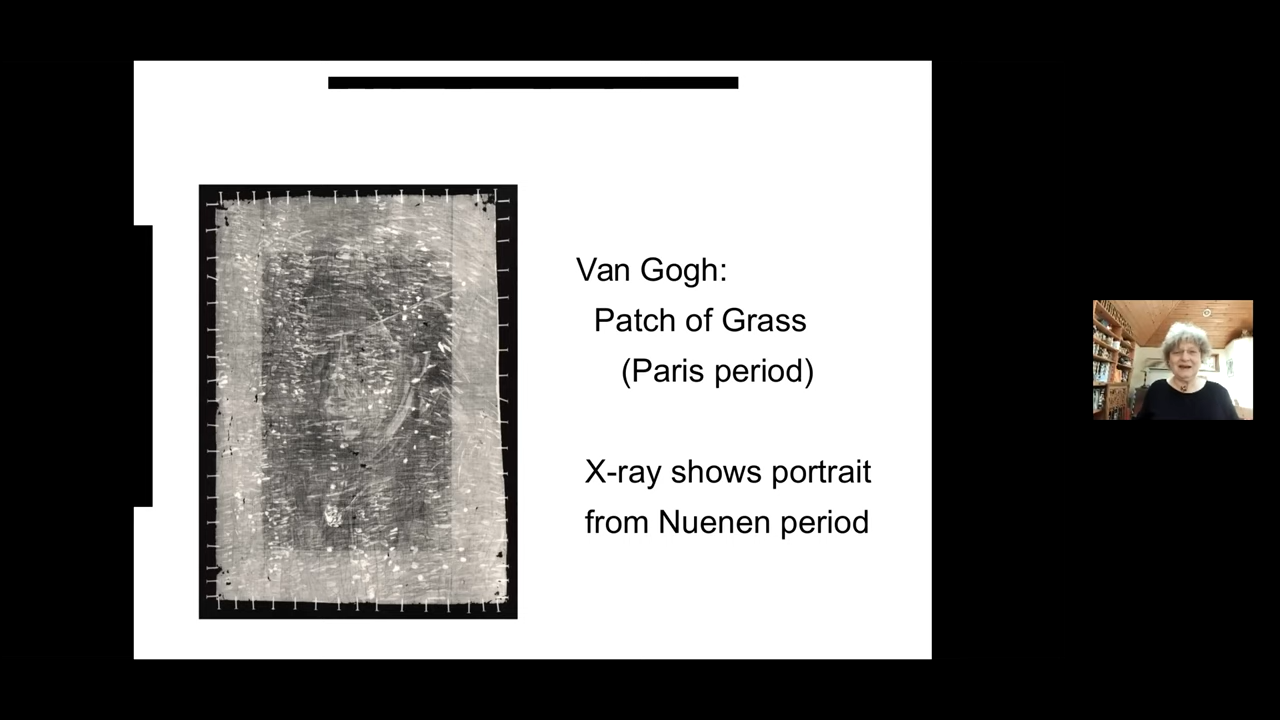 Van Gogh:
Patch of Grass
(Paris period)
X-ray shows portrait
from Nuenen period